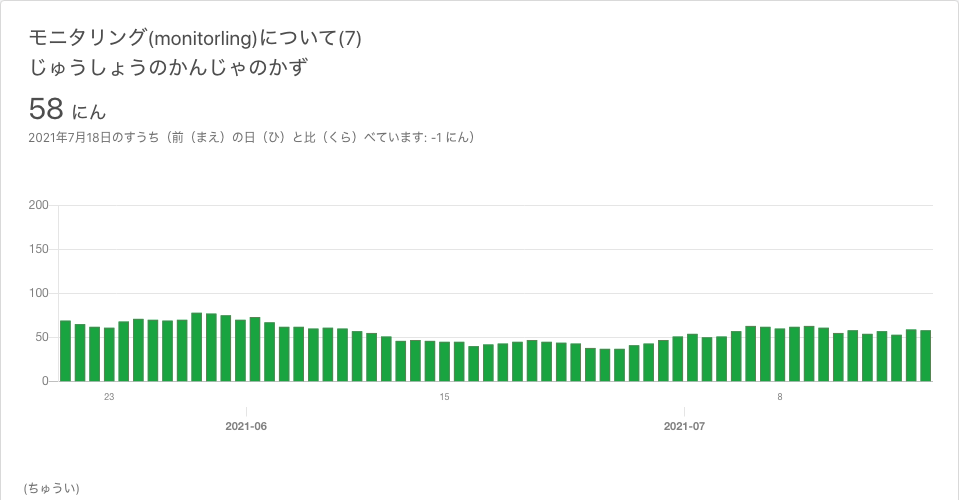 モニタリング(monitorling)について(7)
じゅうしょうのかんじゃのかず
58 にん
2021年7月18日のすうち（前（まえ）の日（ひ）と比（くら）べています: -1 にん）
200
150
100
50
0
23 15 8
2021-06 2021-07
(ちゅうい)